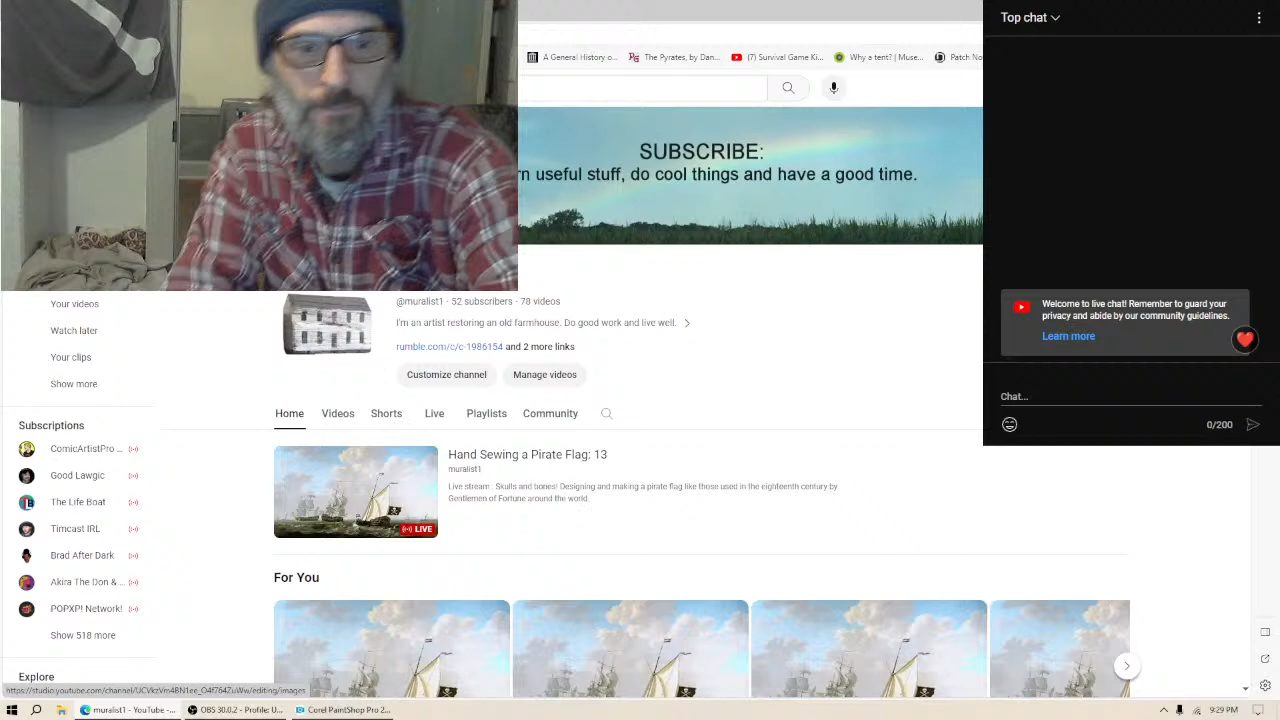 Top chat
A General History o...
The Pyrates, by Dan...
(7) Survival Game Ki...
Why a tent? | Muse...
Patch No
SUBSCRIBE:
rn useful stuff, do cool things and have a good time.
Your videos
Watch later
Your clips
Show more
Subscriptions
ComicArtistPro ...
Good Lawgic
The Life Boat
Timcast IRL
Brad After Dark
Akira The Don & ...
POPXP! Network!
Show 518 more
Explore
@muralist1 · 52 subscribers · 78 videos
I'm an artist restoring an old farmhouse. Do good work and live well.
rumble.com/c/c-1986154 and 2 more links
Customize channel
Manage videos
Home Videos Shorts Live Playlists Community
LIVE
Hand Sewing a Pirate Flag: 13
muralist1
Live stream : Skulls and bones! Designing and making a pirate flag like those used in the eighteenth century by
Gentlemen of Fortune around the world.
For You
Welcome to live chat! Remember to guard your
privacy and abide by our community guidelines.
Learn more
Chat...
0/200
muralist1 - YouTube -...
OBS 30.0.2 - Profil...
Corel PaintShop Pro 2...
9:29 PM